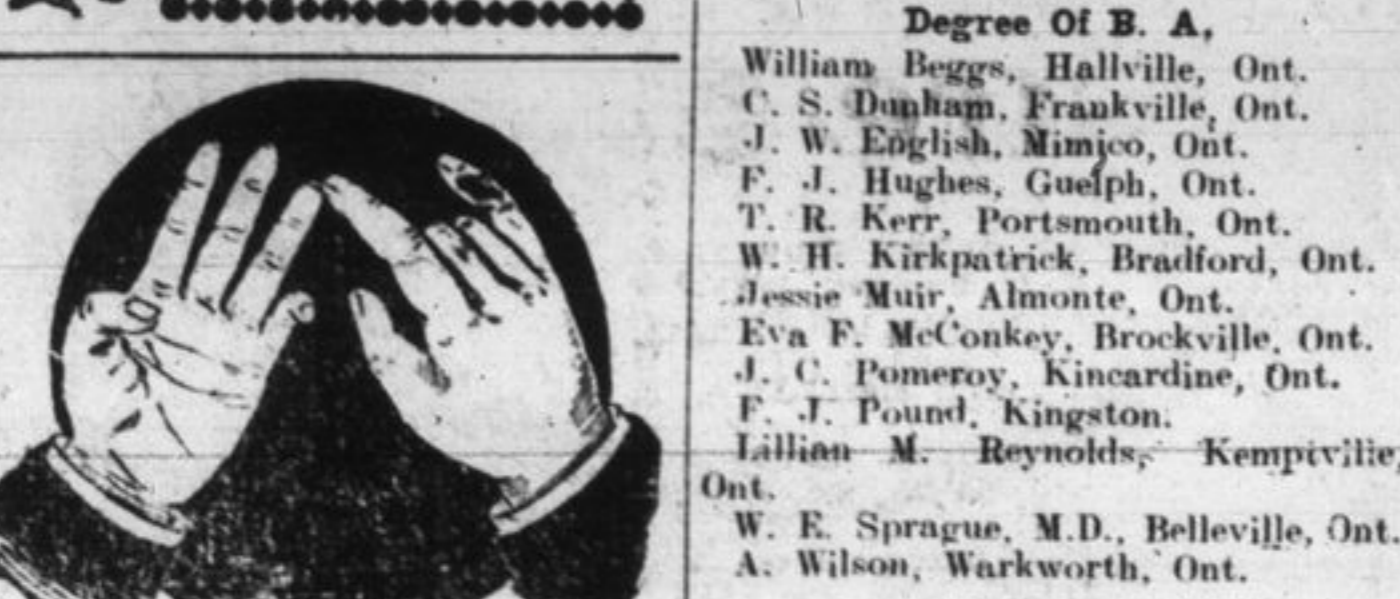 Degree Of B. A,
William Beggs, Hallville, Ont.
C. S. Dunham, Frankville, Ont.
J. W. English, Mimico, Ont.
F. J. Hughes, Guelph, Ont.
T. R. Kerr, Portsmouth, Ont.
W. H. Kirkpatrick, Bradford, Ont.
Jessie Muir, Almonte, Ont.
Eva F. McConkey, Brockville, Ont.
J. C. Pomeroy, Kincardine, Ont.
F. J. Pound, Kingston.
Lillian M. Reynolds, Kemptville,
Ont.
W. E. Sprague, M.D., Belleville, Ont.
A. Wilson, Warkworth, Ont.